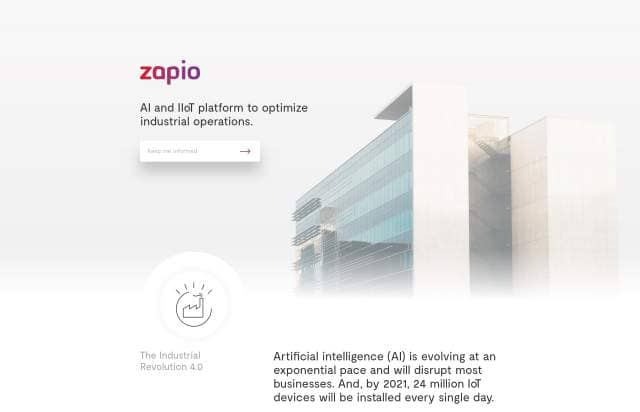 zapio
AI and IIoT platform to optimize
industrial operations.
Keep me informed
The Industrial
Revolution 4.0
Artificial intelligence (AI) is evolving at an
exponential pace and will disrupt most
businesses. And, by 2021, 24 million IoT
devices will be installed every single day.